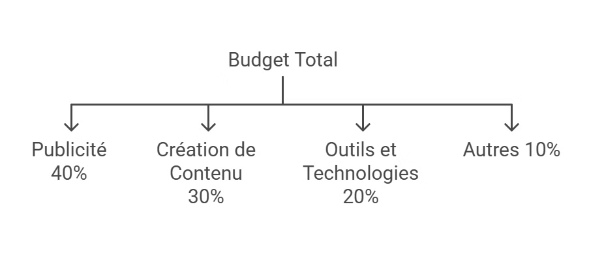 Budget Total
Publicité
40%
Création de
Contenu
30%
Outils et
Technologies
20%
Autres 10%